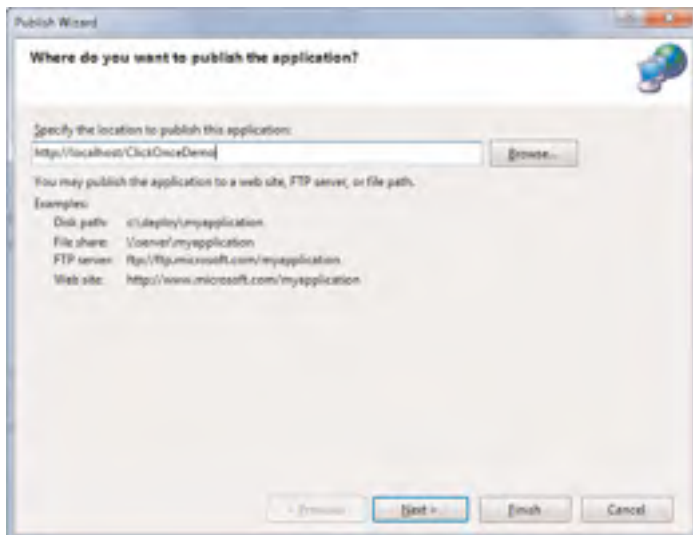 Publish Wizard
Where do you want to publish the application?
Specify the location to publish this application:
http://localhost/ClickOnceDemo
Browse...
You may publish the application to a web site, FTP server, or file path.
Examples:
Disk path: c:\deploy\myapplication
File share: \\server\myapplication
FTP server: ftp://ftp.microsoft.com/myapplication
Web site: http://www.microsoft.com/myapplication
< Previous
Next >
Finish
Cancel